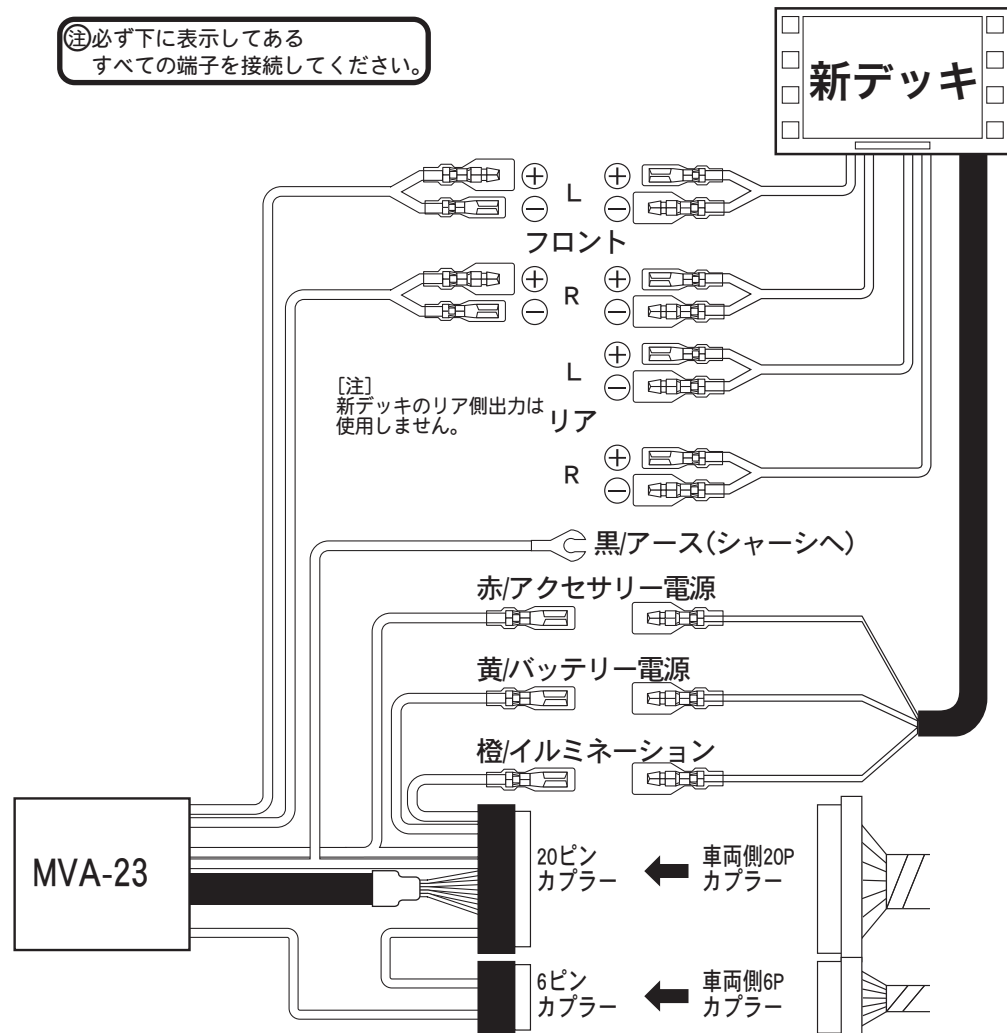 注必ず下に表示してある
すべての端子を接続してください。
新デッキ
⊕ L ⊕
⊖ ⊖
フロント
⊕ R ⊕
⊖ ⊖
L ⊕
⊖
[注]
新デッキのリア側出力は
使用しません。
リア
R ⊕
⊖
黒/アース(シャーシへ)
赤/アクセサリー電源
黄/バッテリー電源
橙/イルミネーション
MVA-23
20ピン
カプラー
車両側20P
カプラー
6ピン
カプラー
車両側6P
カプラー